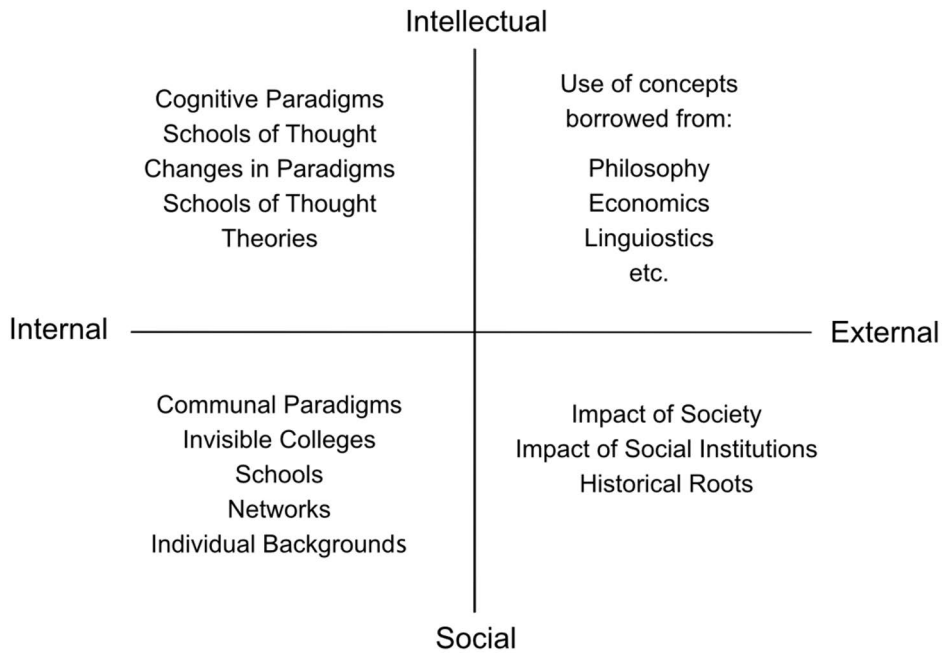 Intellectual
Cognitive Paradigms
Schools of Thought
Changes in Paradigms
Schools of Thought
Theories
Use of concepts
borrowed from:
Philosophy
Economics
Linguiostics
etc.
Internal
External
Communal Paradigms
Invisible Colleges
Schools
Networks
Individual Backgrounds
Impact of Society
Impact of Social Institutions
Historical Roots
Social